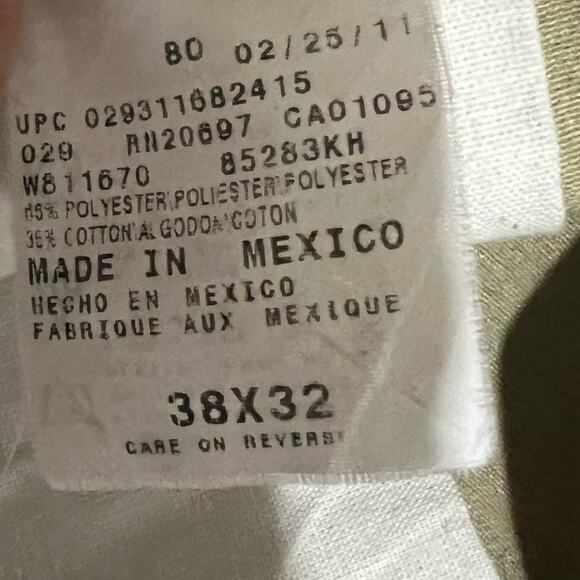 80 02/25/11
UPC 029311682415
029 RN20697 CA01095
W811670 85283KH
65% POLYESTER\POLIESTER\POLYESTER
35% COTTON\ALGODON\COTON
MADE IN MEXICO
HECHO EN MEXICO
FABRIQUE AUX MEXIQUE
38X32
CARE ON REVERS